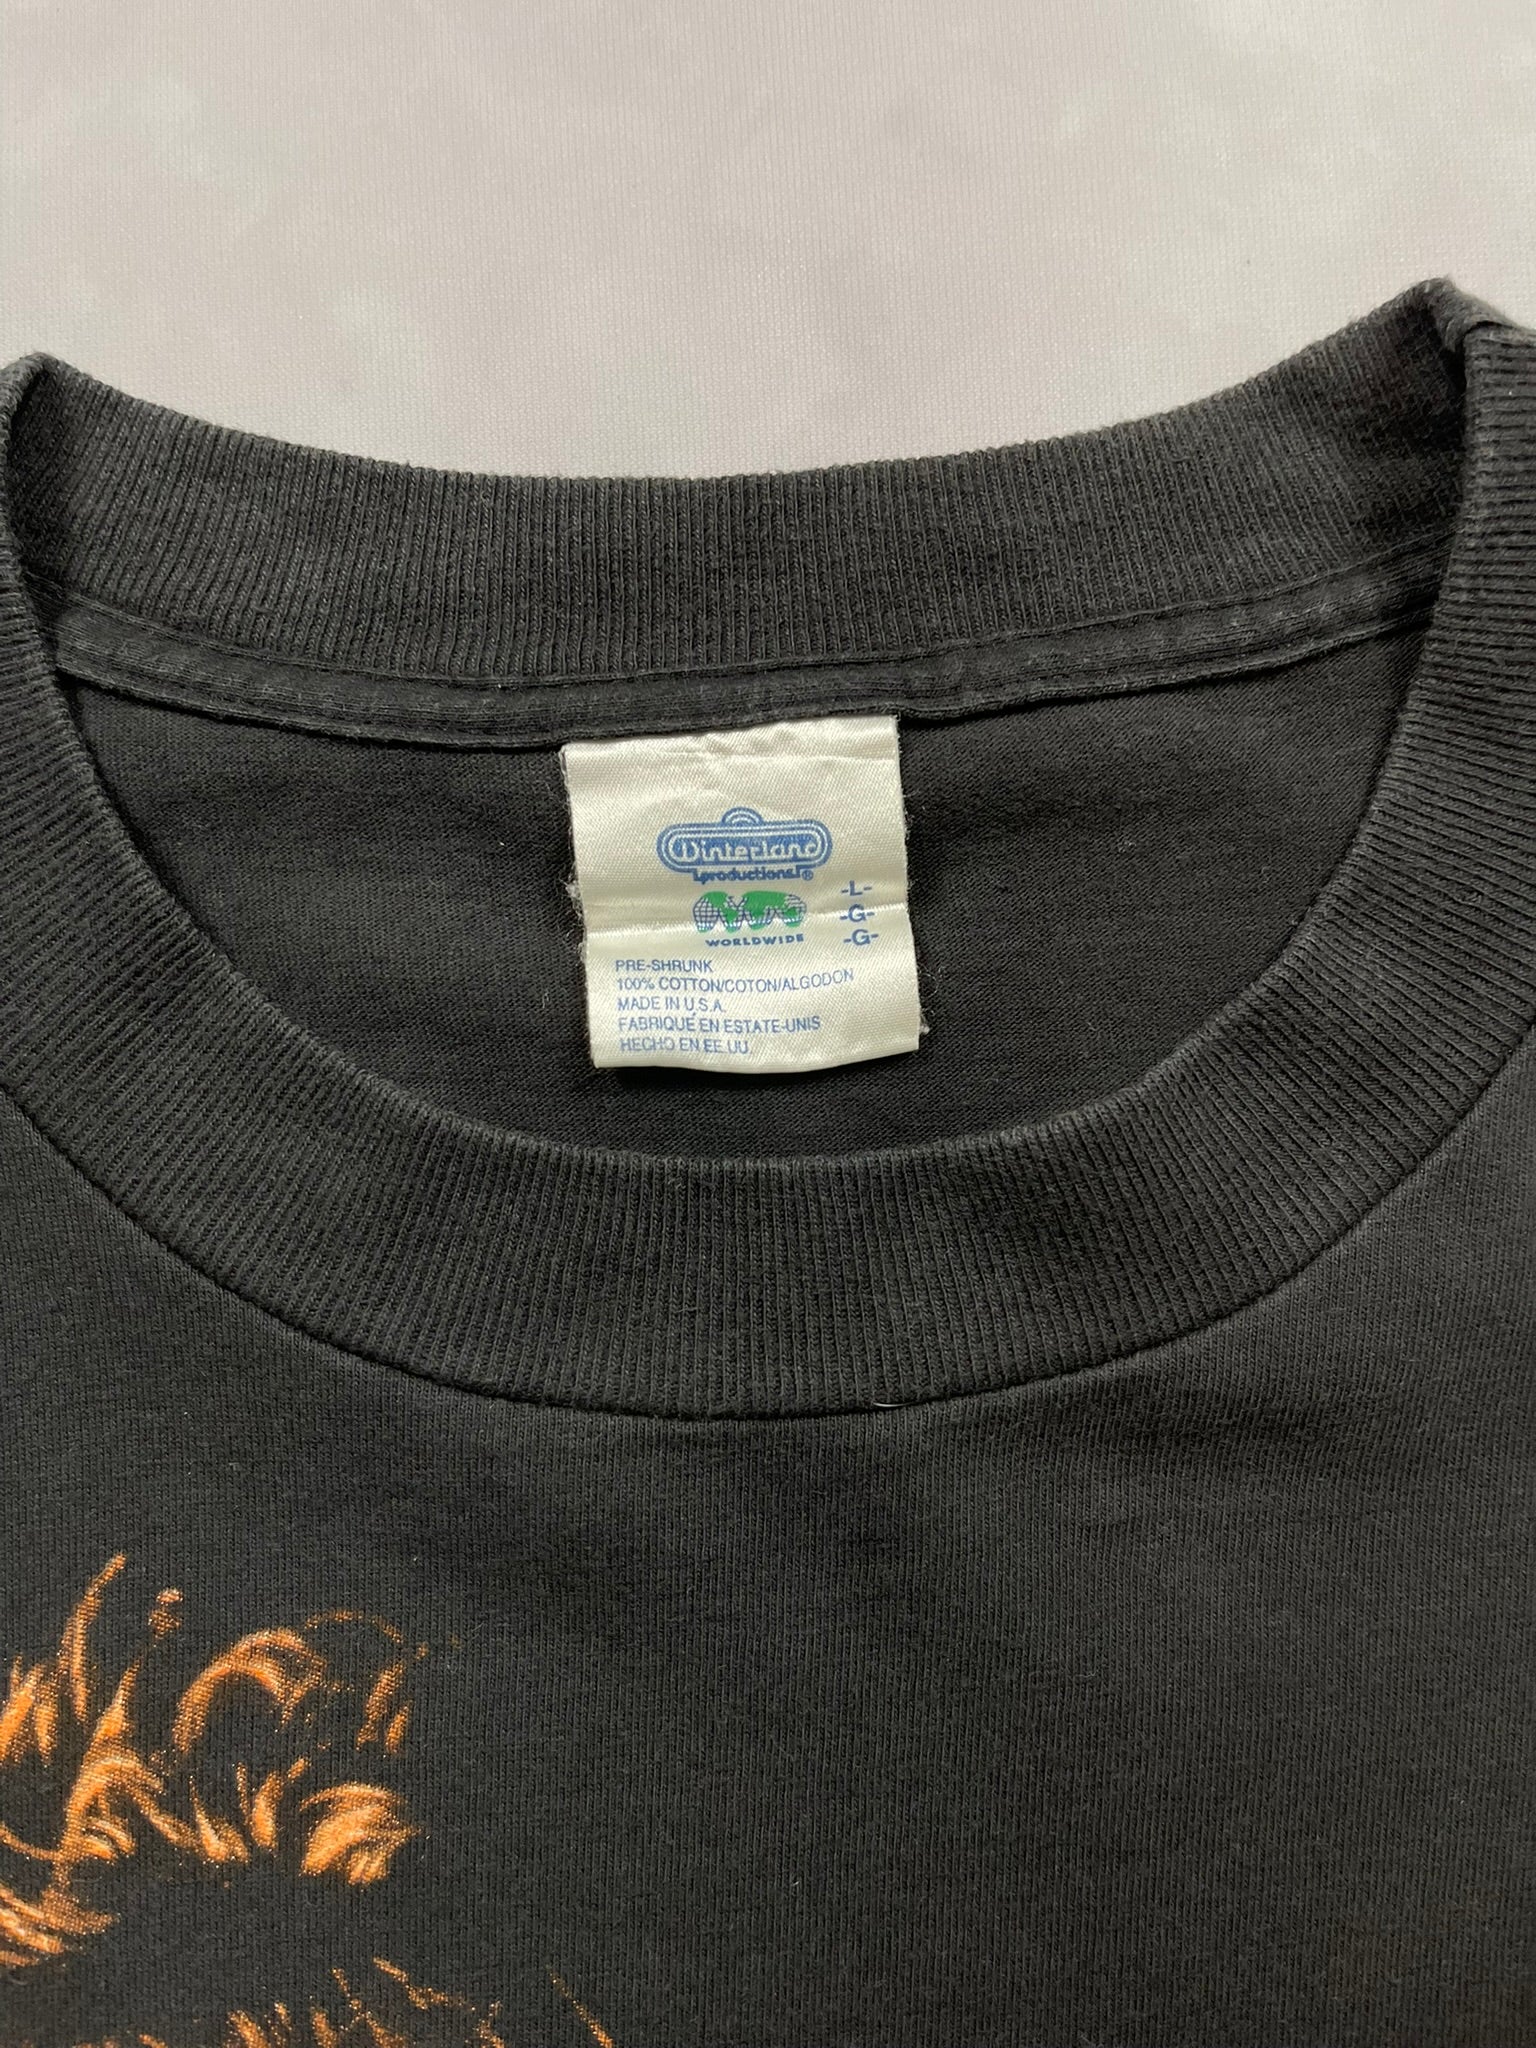 Winterland
productions®
WORLDWIDE
-L-
-G-
-G-
PRE-SHRUNK
100% COTTON/COTON/ALGODON
MADE IN U.S.A.
FABRIQUÉ EN ESTATE-UNIS
HECHO EN EE.UU.